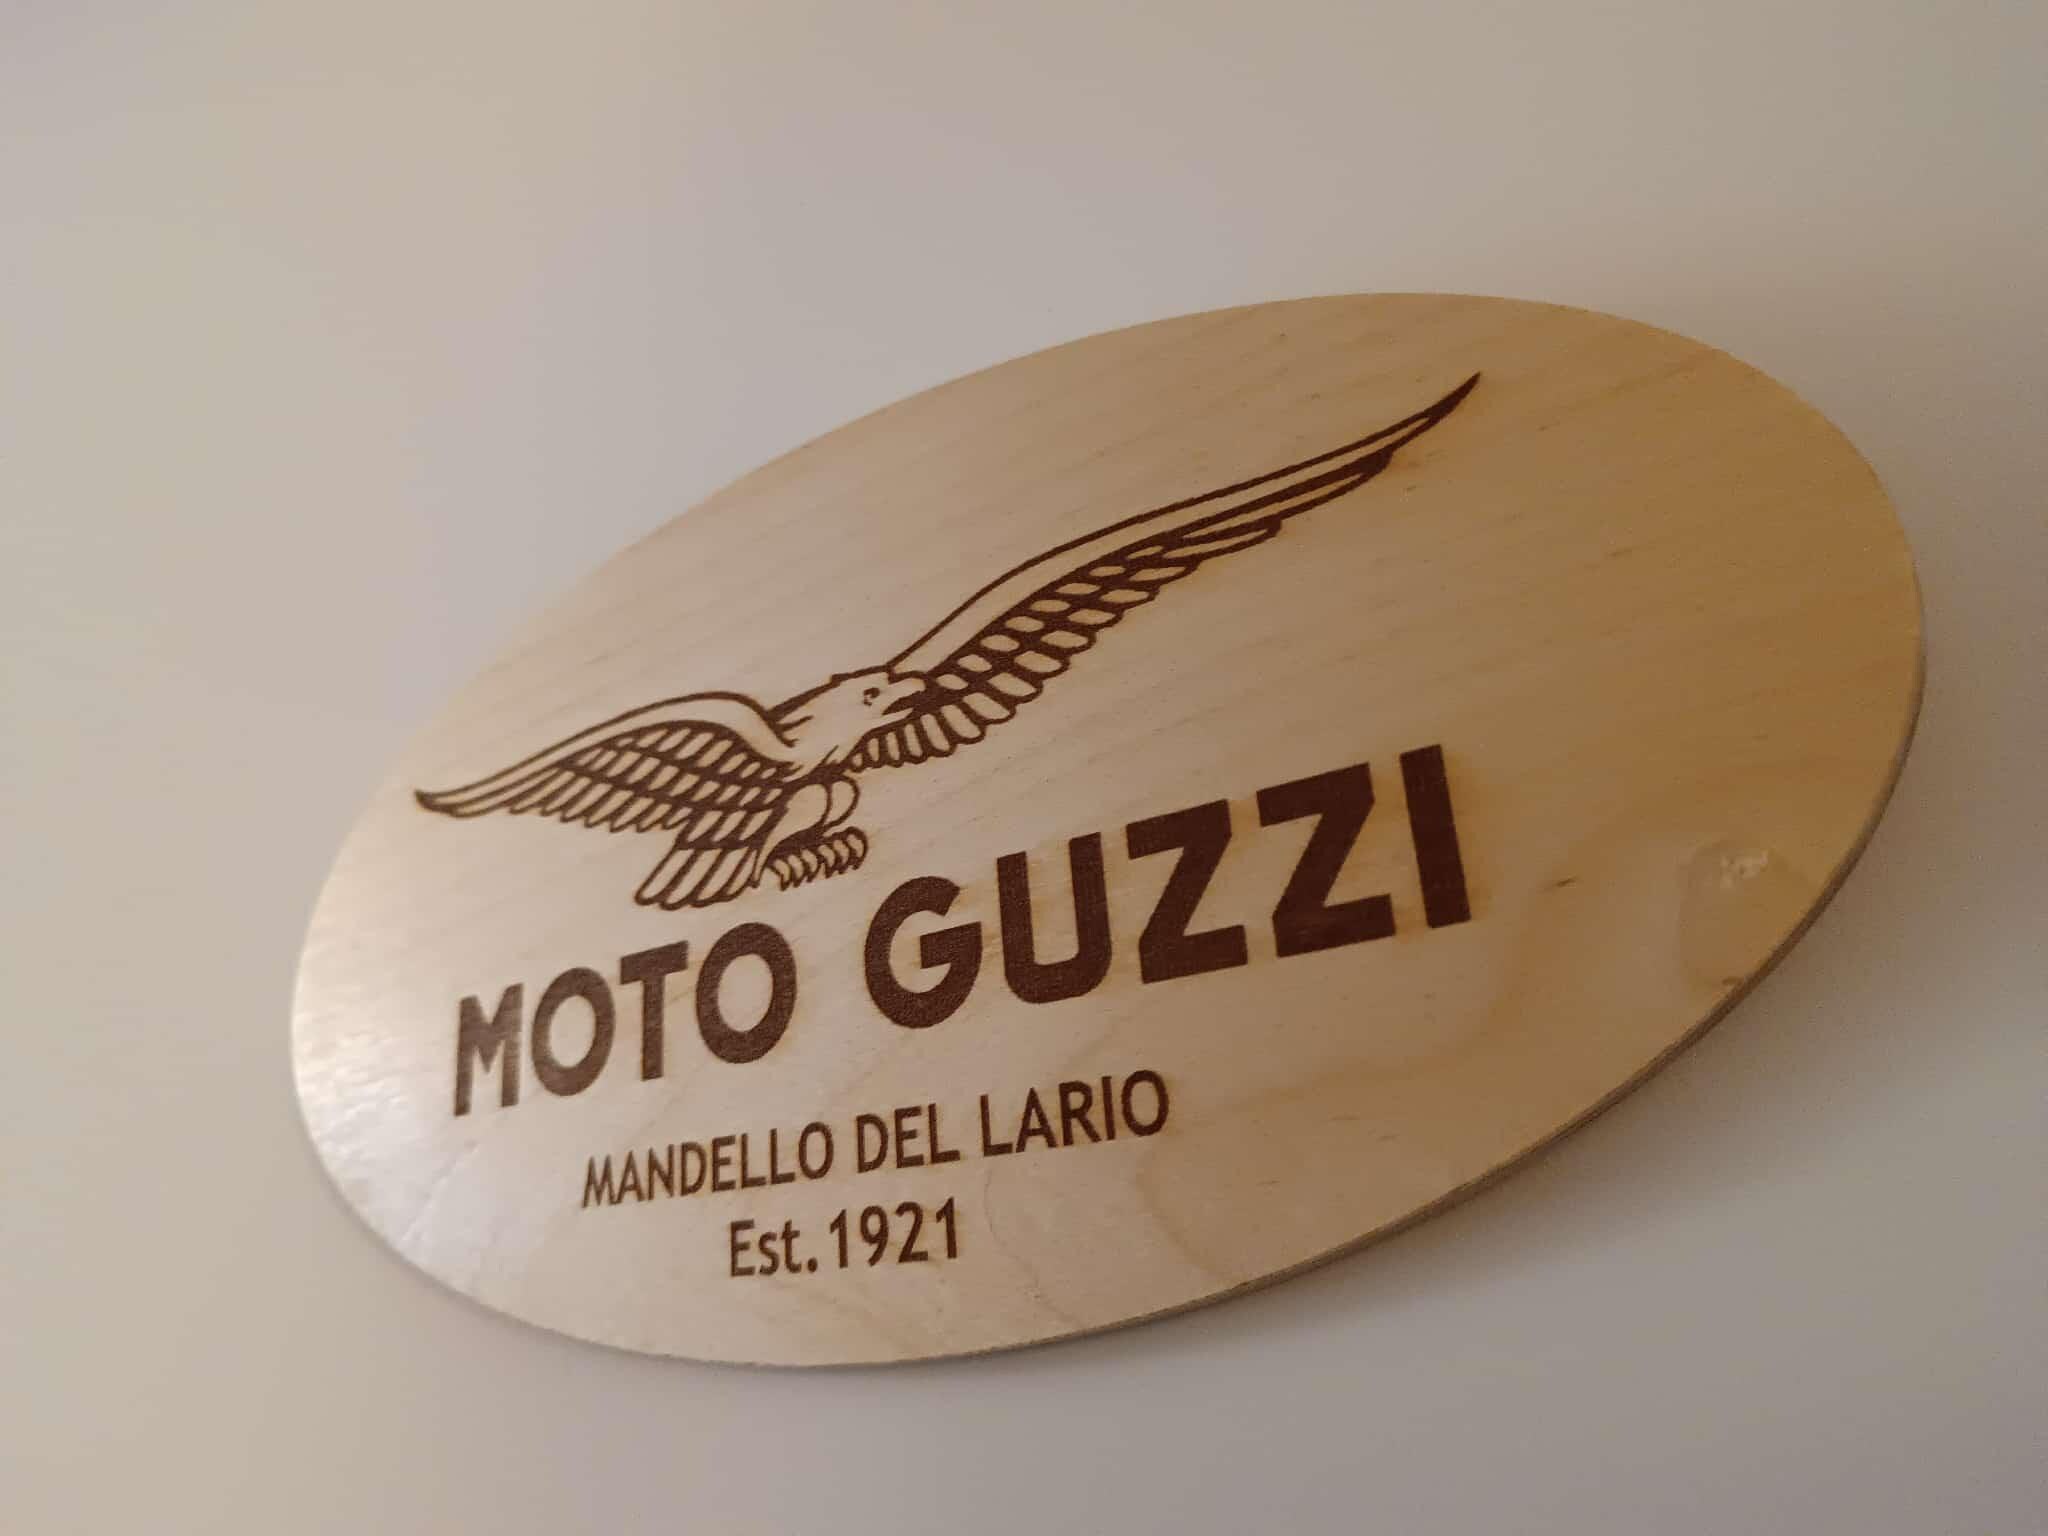 MOTO GUZZI
MANDELLO DEL LARIO
Est. 1921